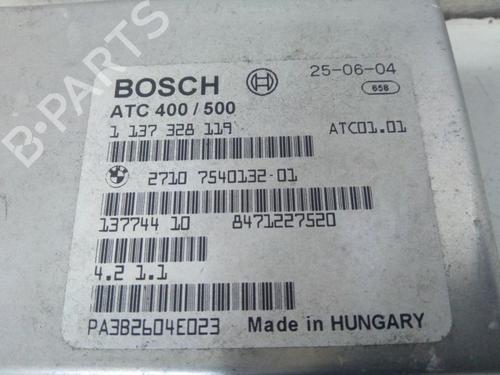 BOSCH
25-06-04
658
ATC 400 / 500
1 137 328 119
ATC01.01
2710 7540132-01
137744 10 8471227520
4.2 1.1
PA3B2604E023
Made in HUNGARY
B-PARTS